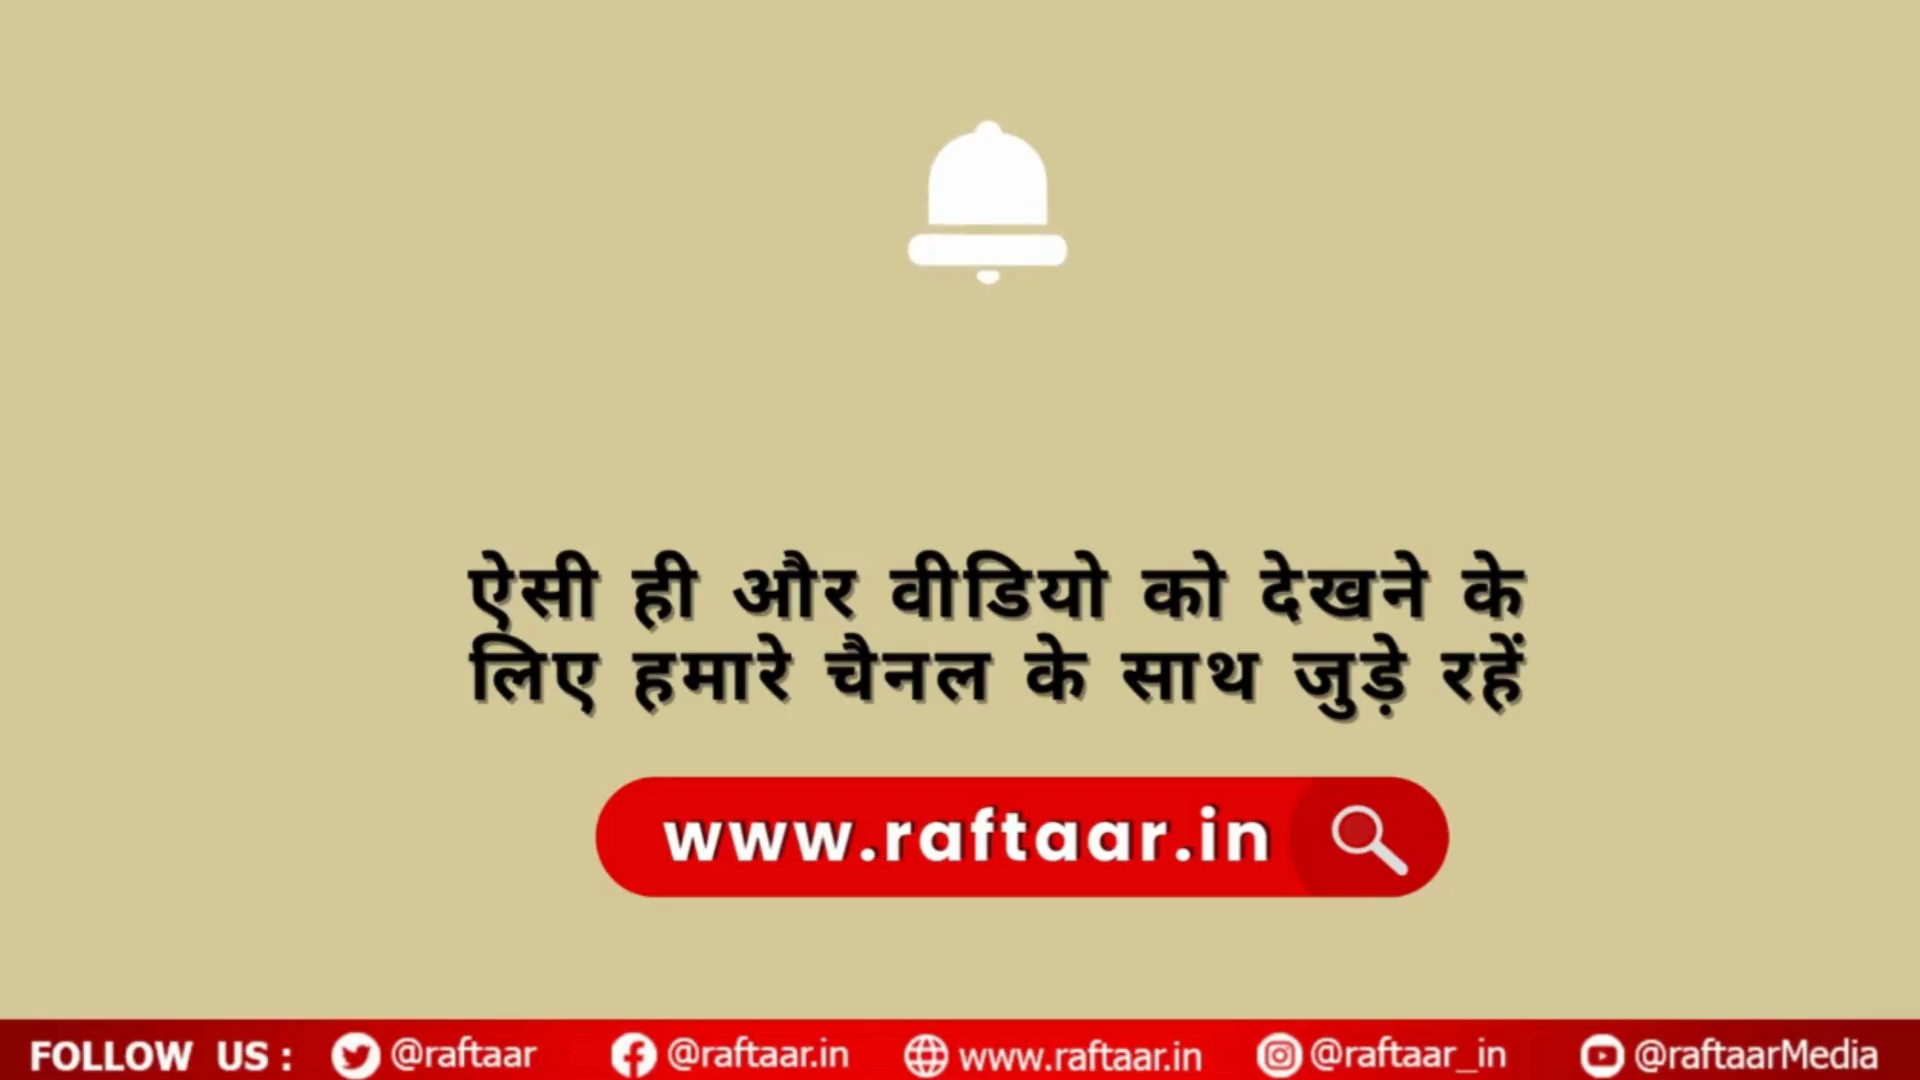 ऐसी ही और वीडियो को देखने के
लिए हमारे चैनल के साथ जुड़े रहें
www.raftaar.in
FOLLOW US : @raftaar @raftaar.in www.raftaar.in @raftaar_in @raftaarMedia